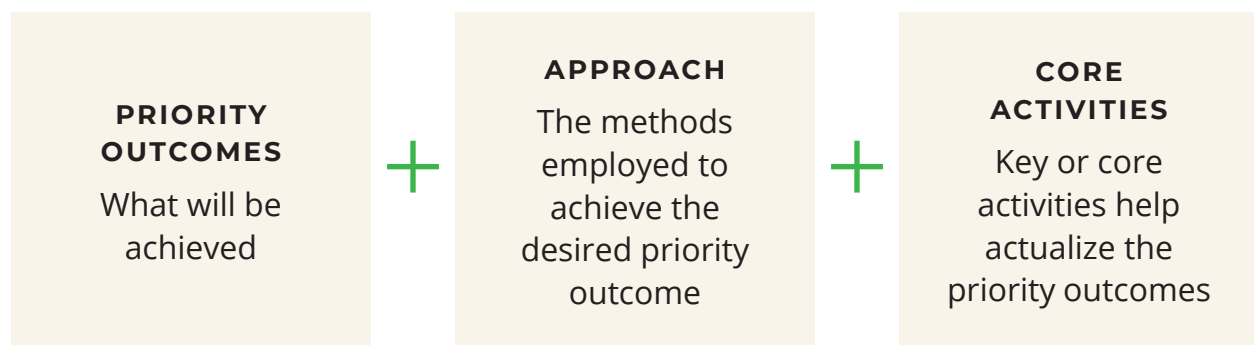 PRIORITY
OUTCOMES
What will be
achieved
+
APPROACH
The methods
employed to
achieve the
desired priority
outcome
+
CORE
ACTIVITIES
Key or core
activities help
actualize the
priority outcomes